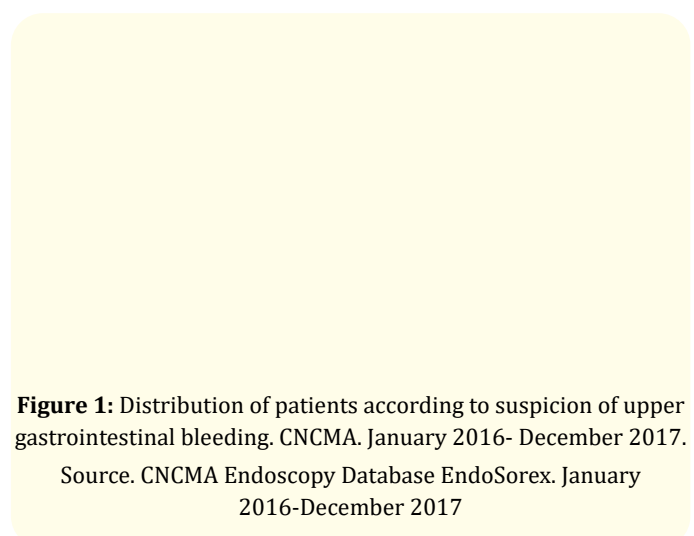 Figure 1: Distribution of patients according to suspicion of upper
gastrointestinal bleeding. CNCMA. January 2016- December 2017.
Source. CNCMA Endoscopy Database EndoSorex. January
2016-December 2017